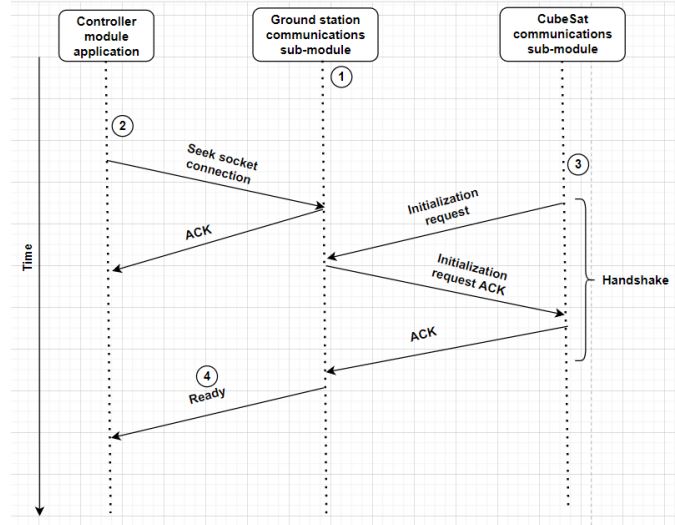 Controller
module
application
Ground station
communications
sub-module
CubeSat
communications
sub-module
1
2
3
Seek socket
connection
Initialization
request
ACK
Time
Initialization
request ACK
Handshake
ACK
4
Ready